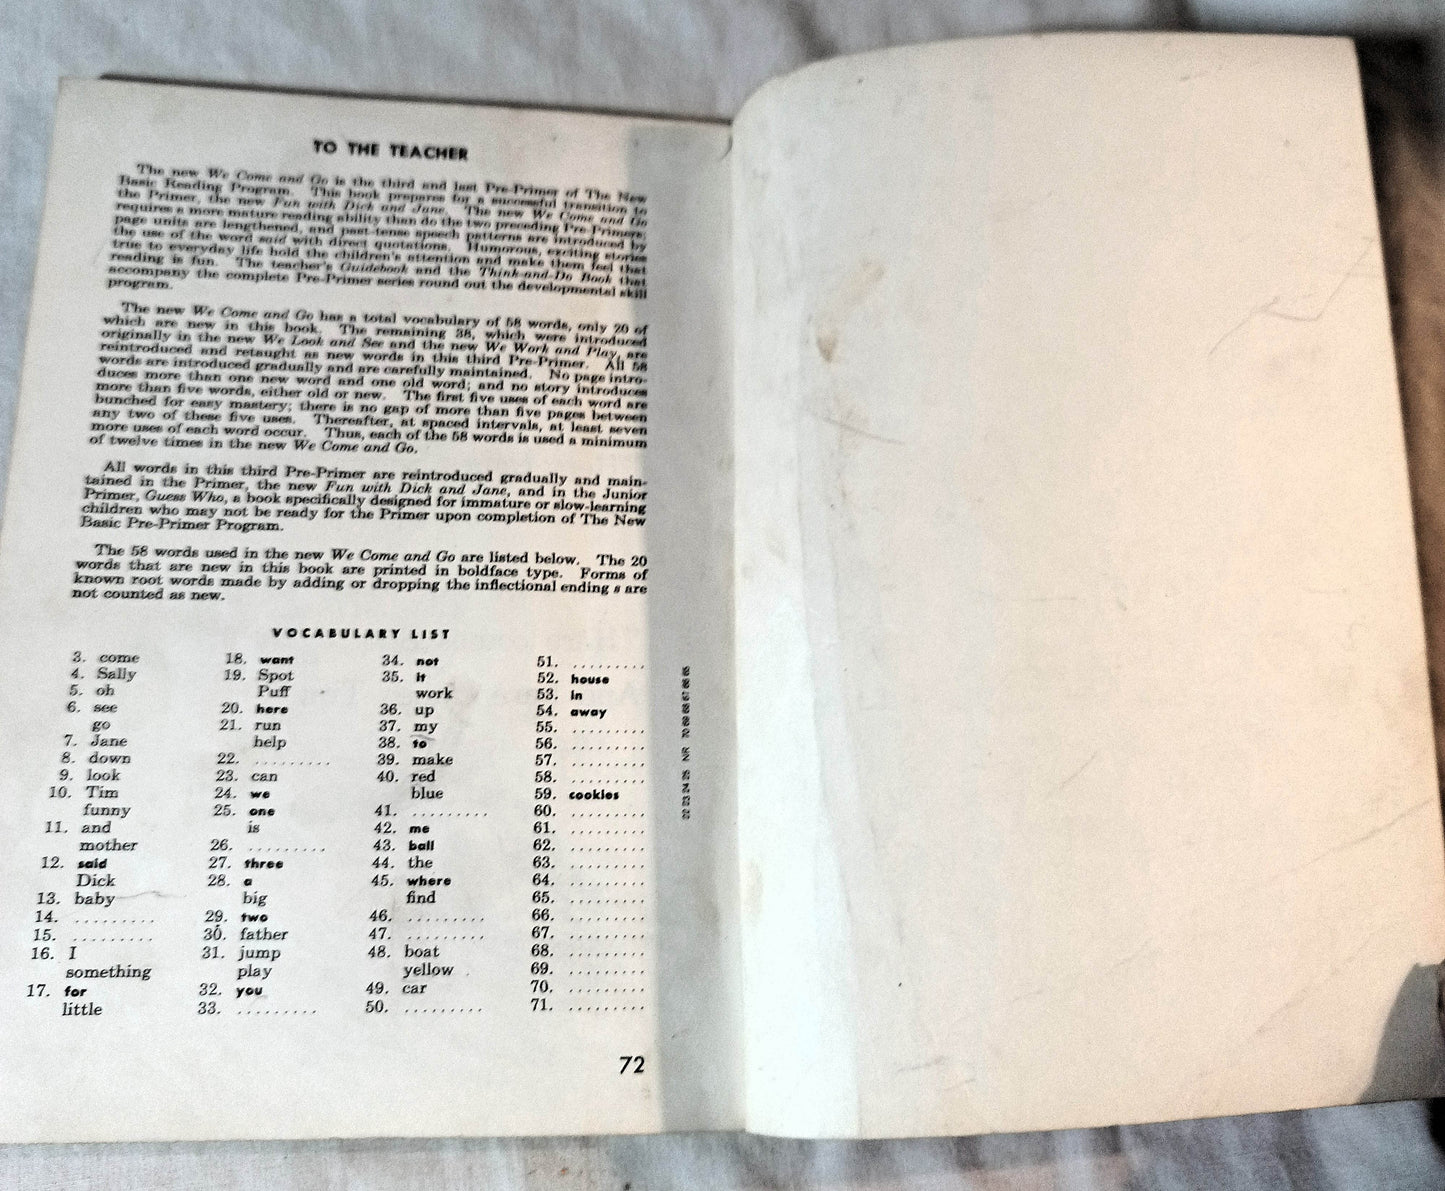 TO THE TEACHER
The new We Come and Go is the third and last Pre-Primer of The New
Basic Reading Program. This book prepares for a successful transition to
the Primer, the new Fun with Dick and Jane. The new We Come and Go
requires a more mature reading ability than do the two preceding Pre-Primers;
page units are lengthened, and past-tense speech patterns are introduced by
the use of the word said with direct quotations. Humorous, exciting stories
true to everyday life hold the children's attention and make them feel that
reading is fun. The teacher's Guidebook and the Think-and-Do Book that
accompany the complete Pre-Primer series round out the developmental skill
program.
The new We Come and Go has a total vocabulary of 58 words, only 20 of
which are new in this book. The remaining 38, which were introduced
originally in the new We Look and See and the new We Work and Play, are
reintroduced and retaught as new words in this third Pre-Primer. All 58
words are introduced gradually and are carefully maintained. No page intro-
duces more than one new word and one old word; and no story introduces
more than five words, either old or new. The first five uses of each word are
bunched for easy mastery; there is no gap of more than five pages between
any two of these five uses. Thereafter, at spaced intervals, at least seven
more uses of each word occur. Thus, each of the 58 words is used a minimum
of twelve times in the new We Come and Go.
All words in this third Pre-Primer are reintroduced gradually and main-
tained in the Primer, the new Fun with Dick and Jane, and in the Junior
Primer, Guess Who, a book specifically designed for immature or slow-learning
children who may not be ready for the Primer upon completion of The New
Basic Pre-Primer Program.
The 58 words used in the new We Come and Go are listed below. The 20
words that are new in this book are printed in boldface type. Forms of
known root words made by adding or dropping the inflectional ending s are
not counted as new.
VOCABULARY LIST
3. come
4. Sally
5. oh
6. see
go
7. Jane
8. down
9. look
10. Tim
funny
11. and
mother
12. said
Dick
13. baby
14. .........
15. .........
16. I
something
17. for
little
18. want
19. Spot
Puff
20. here
21. run
help
22. .........
23. can
24. we
25. one
is
26. .........
27. three
28. a
big
29. two
30. father
31. jump
play
32. you
33. .........
34. not
35. it
work
36. up
37. my
38. to
39. make
40. red
blue
41. .........
42. me
43. ball
44. the
45. where
find
46. .........
47. .........
48. boat
yellow
49. car
50. .........
51. .........
52. house
53. in
54. away
55. .........
56. .........
57. .........
58. .........
59. cookies
60. .........
61. .........
62. .........
63. .........
64. .........
65. .........
66. .........
67. .........
68. .........
69. .........
70. .........
71. .........
72
22 23 24 25 NR 70 69 68 67 66 65